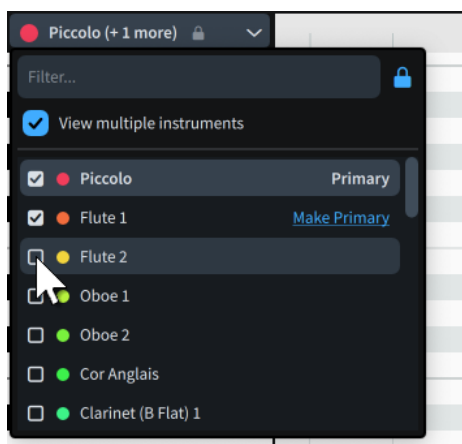 Piccolo (+ 1 more)
Filter...
View multiple instruments
Piccolo Primary
Flute 1 Make Primary
Flute 2
Oboe 1
Oboe 2
Cor Anglais
Clarinet (B Flat) 1